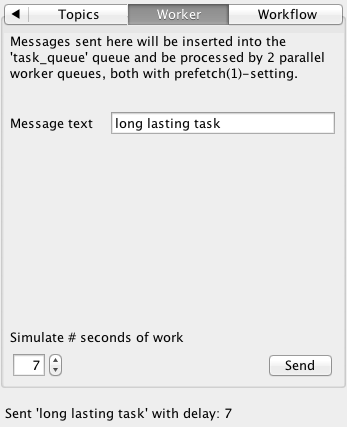 Topics Worker Workflow
Messages sent here will be inserted into the
'task_queue' queue and be processed by 2 parallel
worker queues, both with prefetch(1)-setting.
Message text long lasting task
Simulate # seconds of work
7 Send
Sent 'long lasting task' with delay: 7